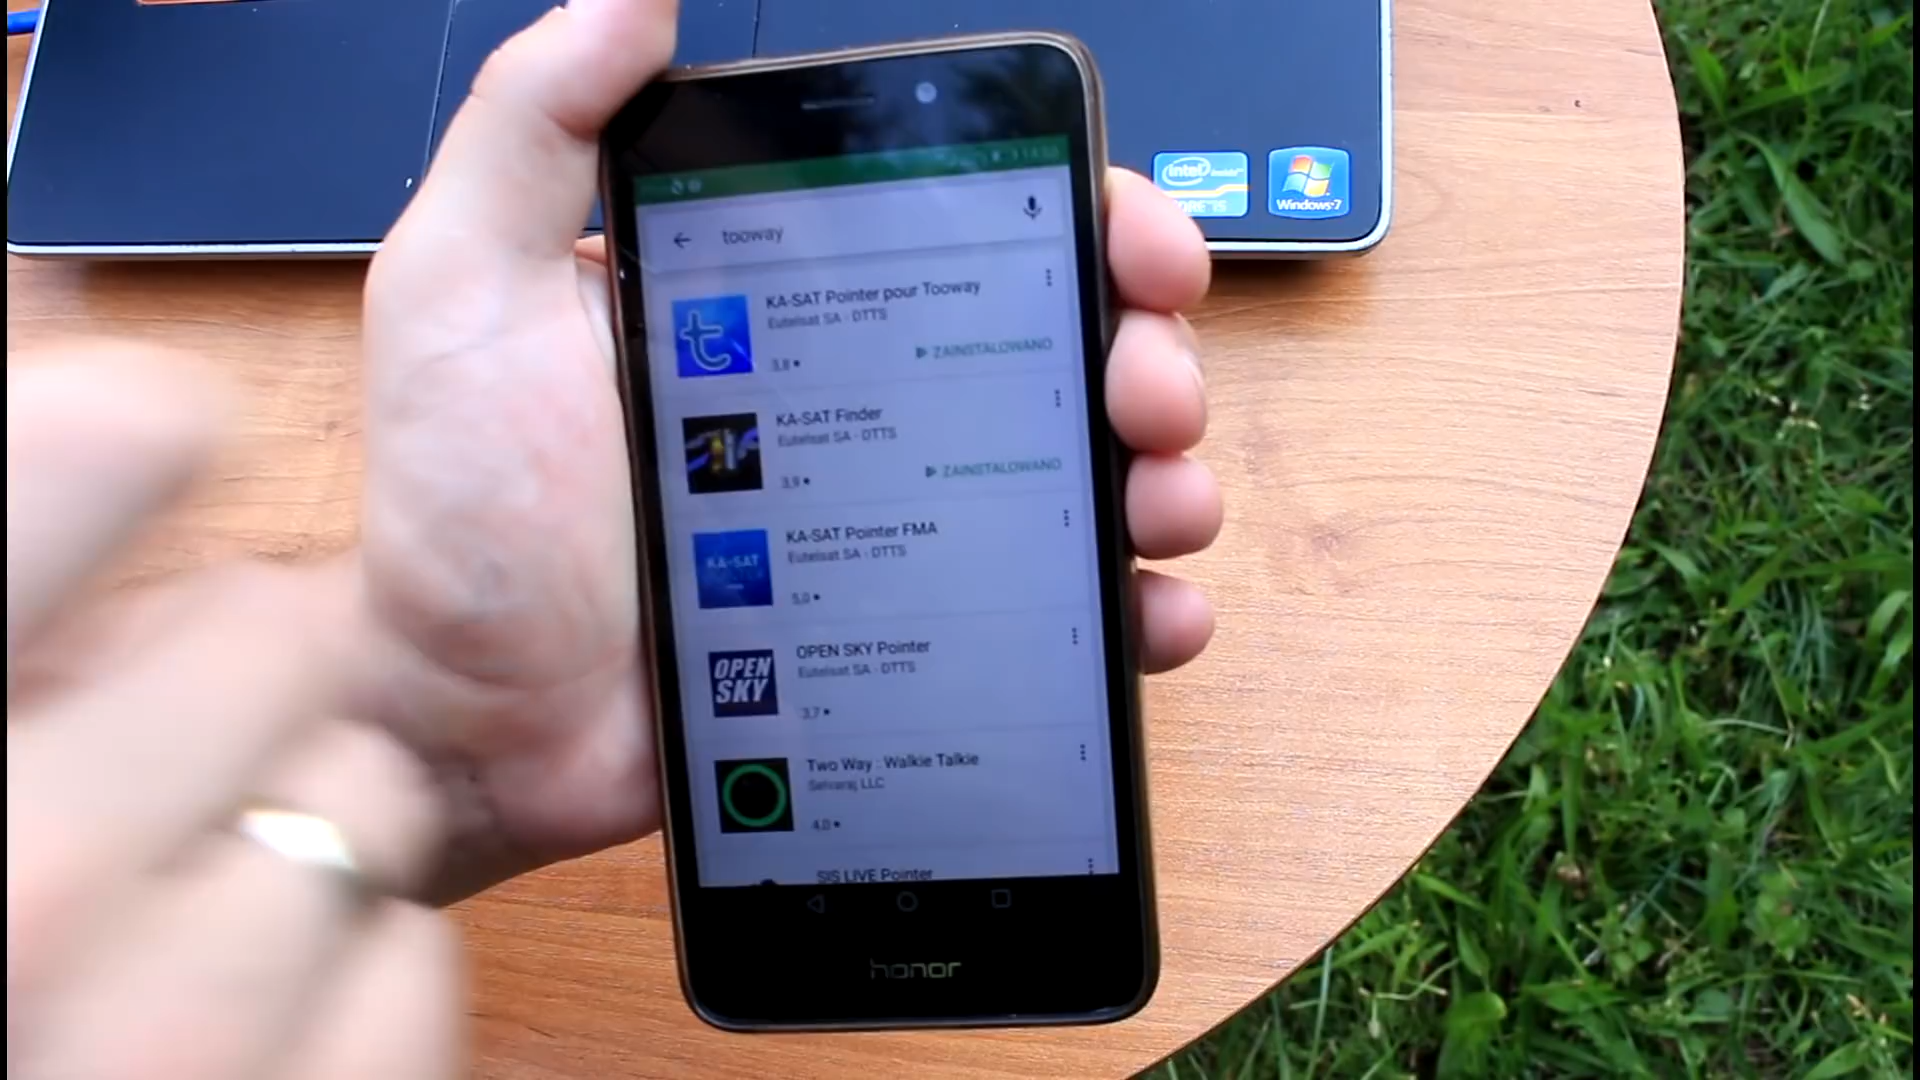 intel inside™
CORE i5
Windows 7
tooway
KA-SAT Pointer pour Tooway
Eutelsat SA - DTTS
3,8
ZAINSTALOWANO
KA-SAT Finder
Eutelsat SA - DTTS
3,9
ZAINSTALOWANO
KA-SAT Pointer FMA
Eutelsat SA - DTTS
KA-SAT
5,0
OPEN SKY Pointer
Eutelsat SA - DTTS
OPEN
SKY
3,7
Two Way : Walkie Talkie
Selvaraj LLC
4,0
SIS LIVE Pointer
honor